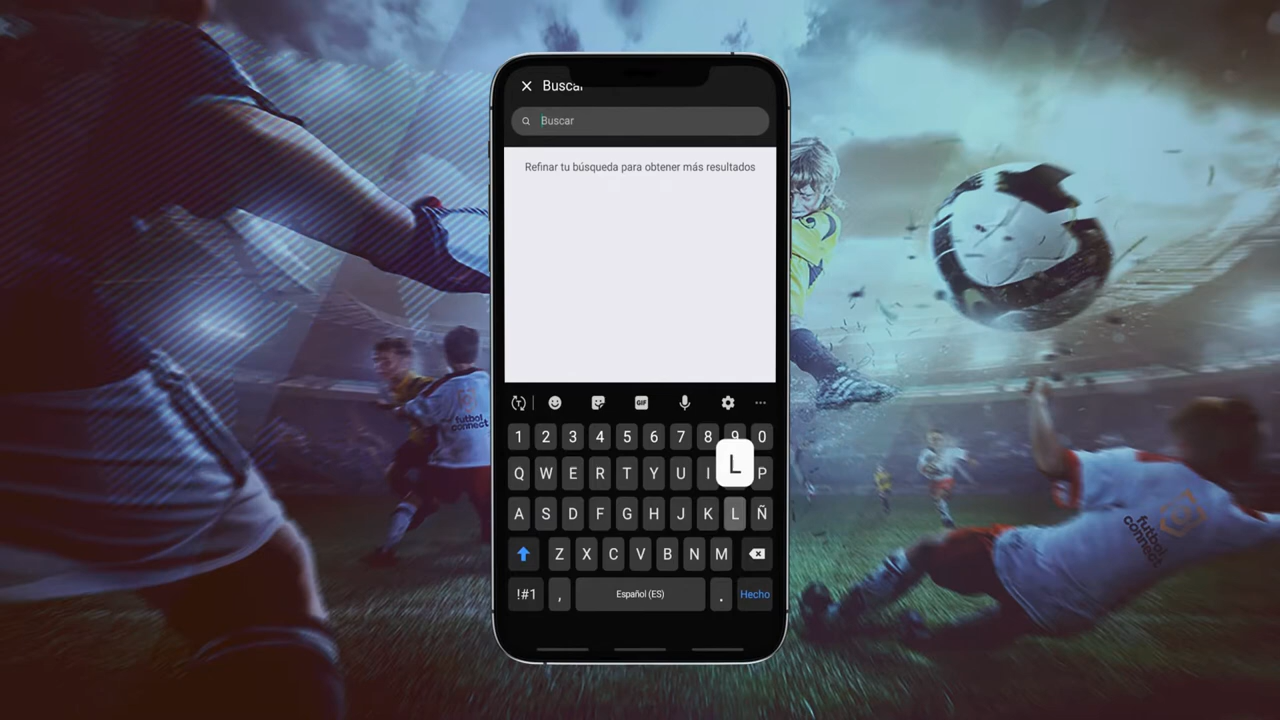 Buscar
Buscar
Refinar tu búsqueda para obtener más resultados
GIF
1 2 3 4 5 6 7 8 9 0
Q W E R T Y U I L P
A S D F G H J K L Ñ
Z X C V B N M
!#1 , Español (ES) . Hecho
futbol
connect
futbol
connect